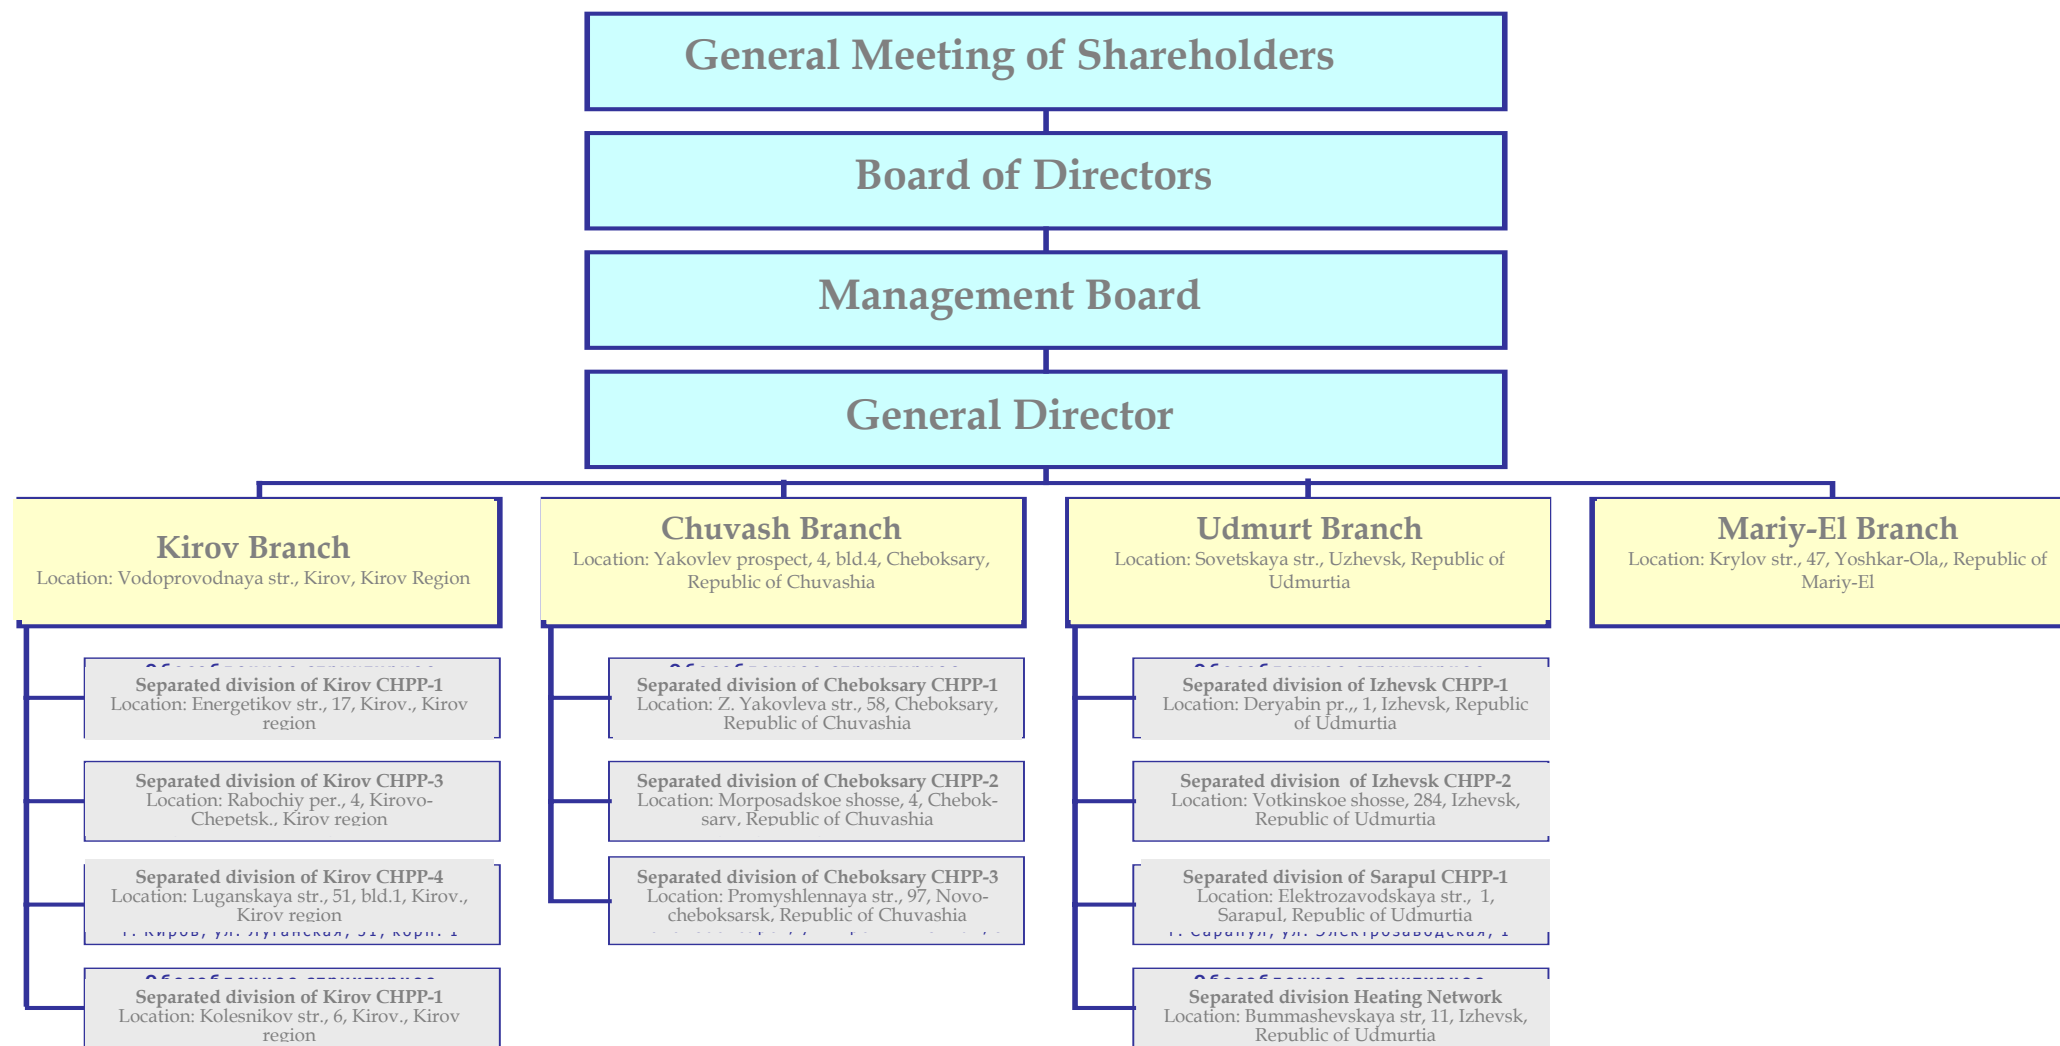 General Meeting of Shareholders
Board of Directors
Management Board
General Director
Kirov Branch
Location: Vodoprovodnaya str., Kirov, Kirov Region
Chuvash Branch
Location: Yakovlev prospect, 4, bld.4, Cheboksary,
Republic of Chuvashia
Udmurt Branch
Location: Sovetskaya str., Uzhevsk, Republic of
Udmurtia
Mariy-El Branch
Location: Krylov str., 47, Yoshkar-Ola,, Republic of
Mariy-El
Separated division of Kirov CHPP-1
Location: Energetikov str., 17, Kirov., Kirov
region
Separated division of Kirov CHPP-3
Location: Rabochiy per., 4, Kirovo-
Chepetsk., Kirov region
Separated division of Kirov CHPP-4
Location: Luganskaya str., 51, bld.1, Kirov.,
Kirov region
г. Киров, ул. Луганская, 51, корп. 1
Separated division of Kirov CHPP-1
Location: Kolesnikov str., 6, Kirov., Kirov
region
Separated division of Cheboksary CHPP-1
Location: Z. Yakovleva str., 58, Cheboksary,
Republic of Chuvashia
Separated division of Cheboksary CHPP-2
Location: Morposadskoe shosse, 4, Chebok-
sary, Republic of Chuvashia
Separated division of Cheboksary CHPP-3
Location: Promyshlennaya str., 97, Novo-
cheboksarsk, Republic of Chuvashia
Separated division of Izhevsk CHPP-1
Location: Deryabin pr.,, 1, Izhevsk, Republic
of Udmurtia
Separated division  of Izhevsk CHPP-2
Location: Votkinskoe shosse, 284, Izhevsk,
Republic of Udmurtia
Separated division of Sarapul CHPP-1
Location: Elektrozavodskaya str.,  1,
Sarapul, Republic of Udmurtia
г. Сарапул, ул. Электрозаводская, 1
Separated division Heating Network
Location: Bummashevskaya str, 11, Izhevsk,
Republic of Udmurtia